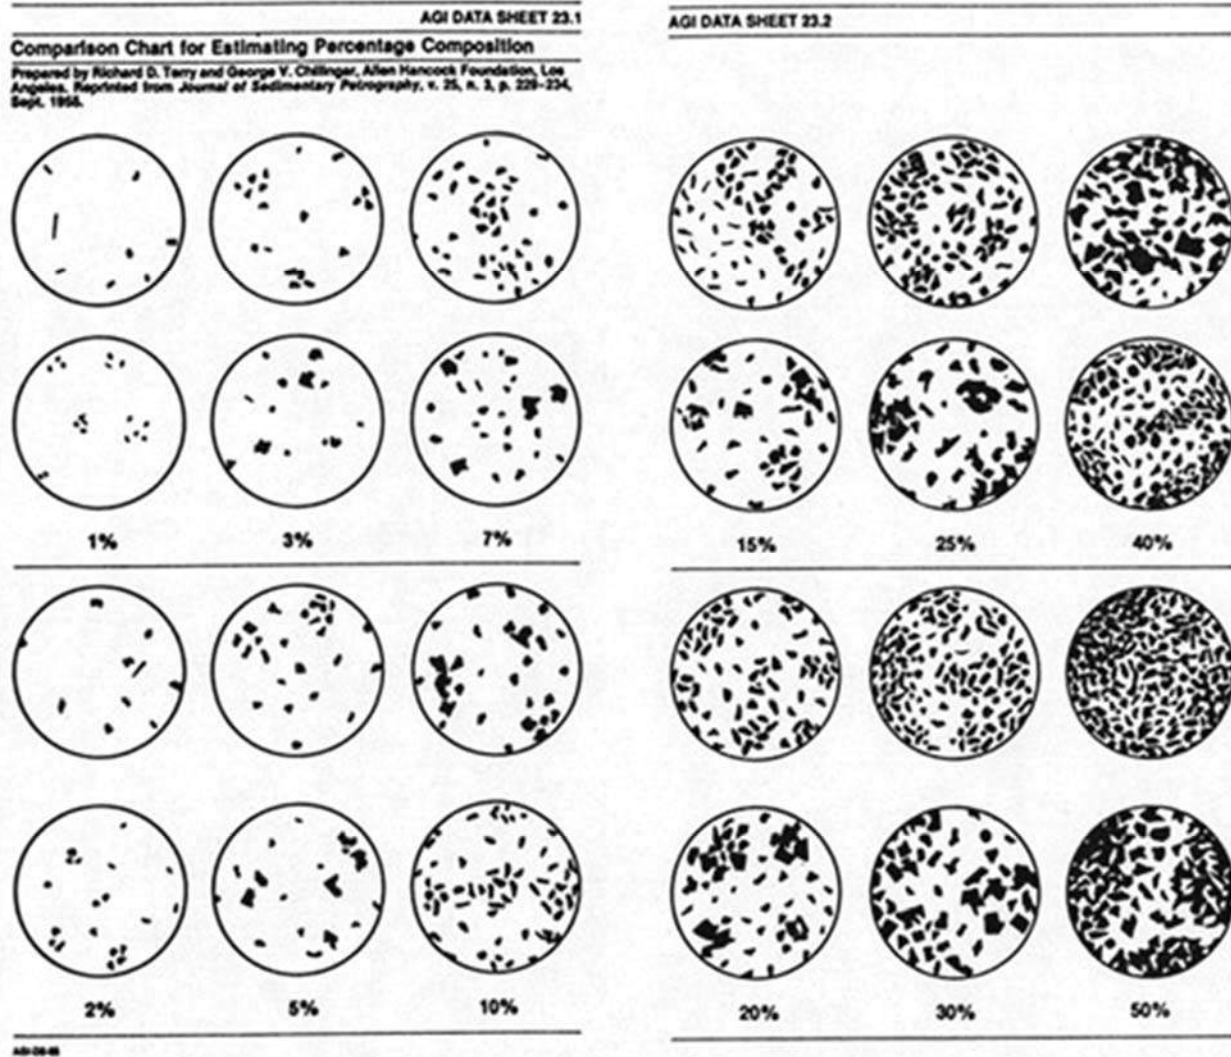 AGI DATA SHEET 23.1
Comparison Chart for Estimating Percentage Composition
Prepared by Richard D. Terry and George V. Chilingar, Allen Hancock Foundation, Los
Angeles. Reprinted from Journal of Sedimentary Petrography, v. 25, n. 3, p. 229–234,
Sept. 1955.
1% 3% 7%
2% 5% 10%
AGI DATA SHEET 23.2
15% 25% 40%
20% 30% 50%